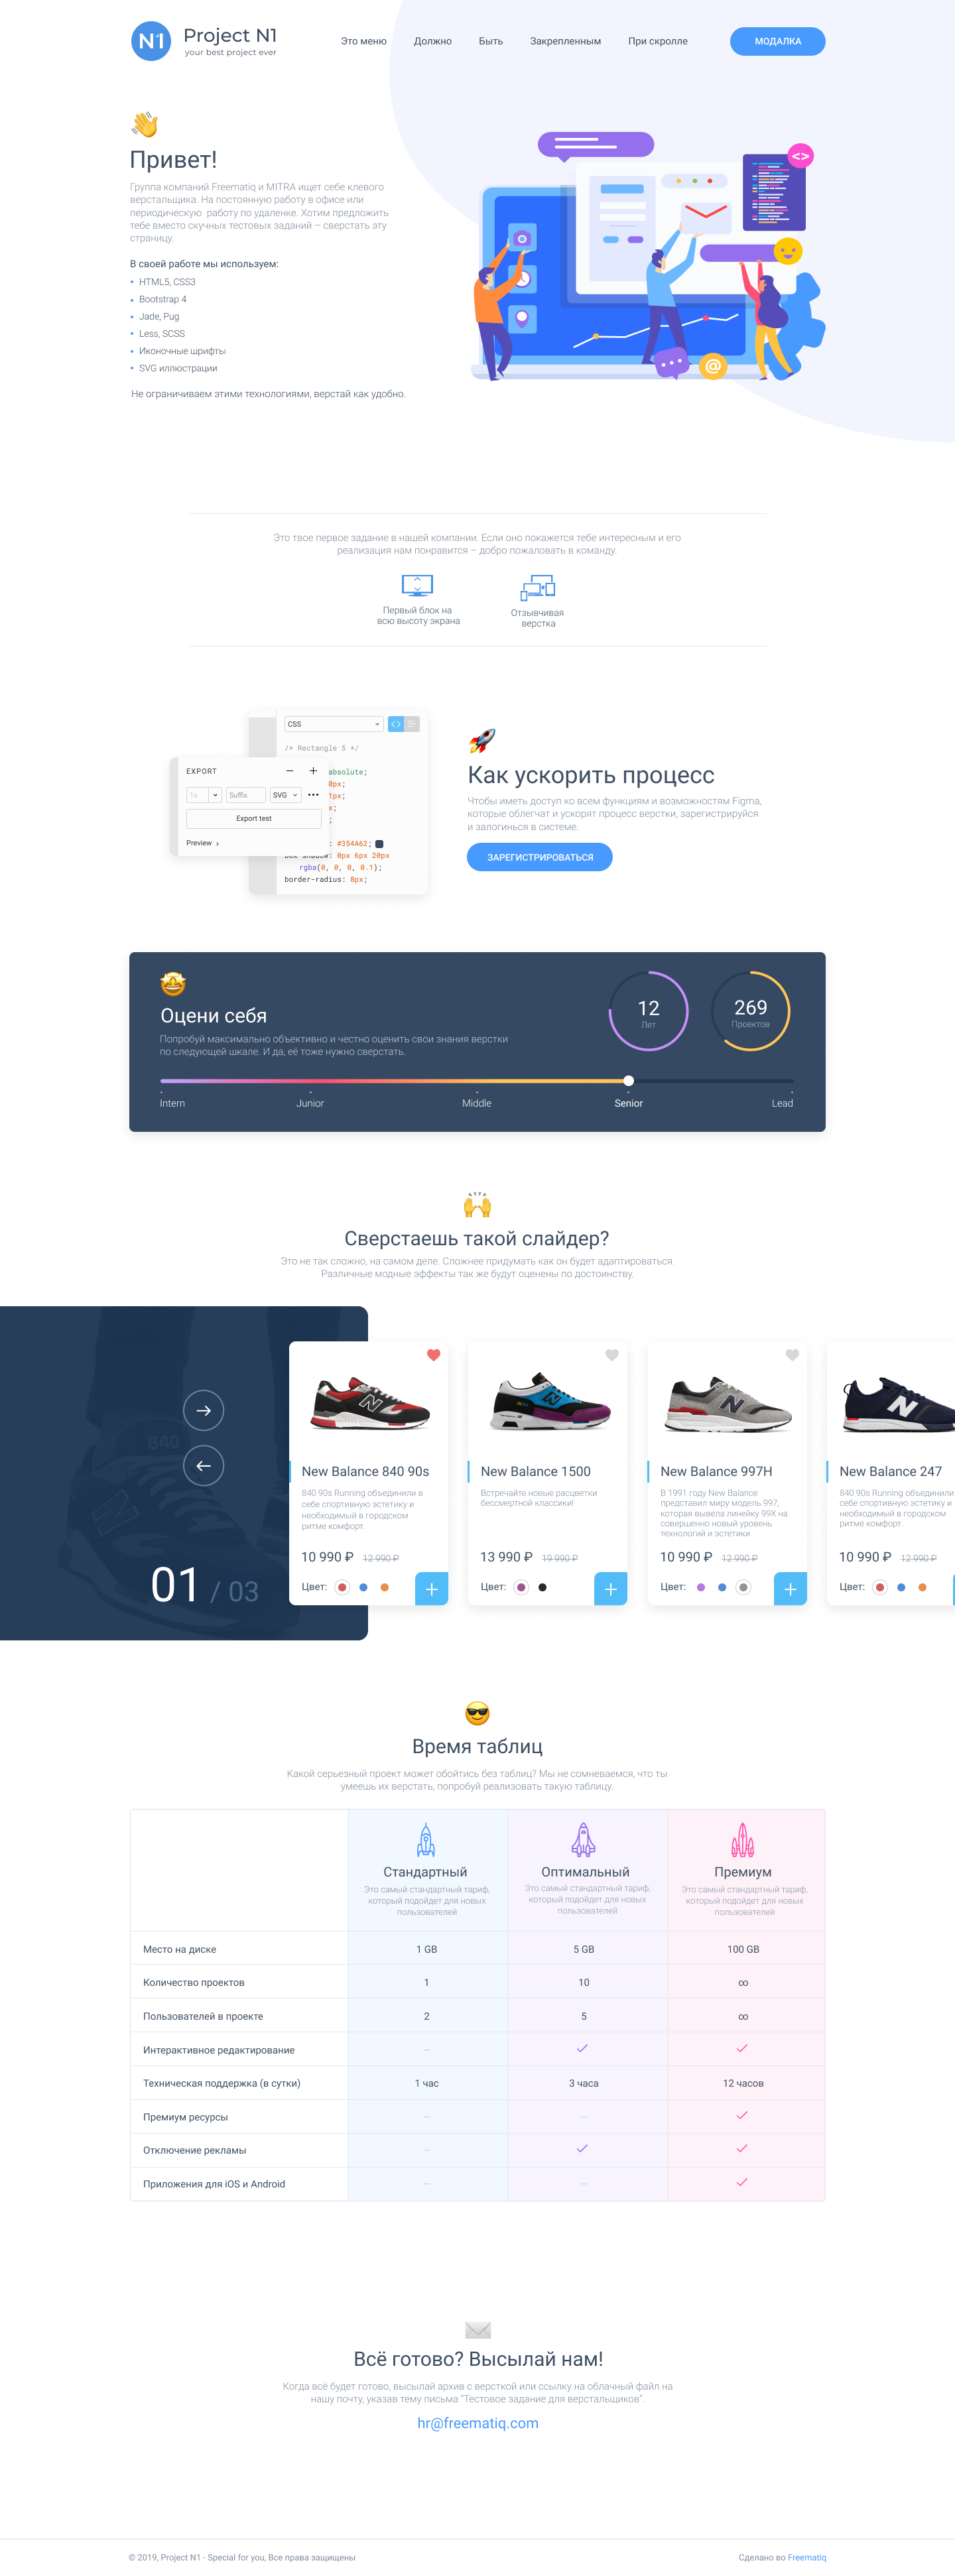 N1
Project N1
your best project ever
Это меню
Должно
Быть
Закрепленным
При скролле
МОДАЛКА
Привет!
Группа компаний Freematiq и MITRA ищет себе клевого
верстальщика. На постоянную работу в офисе или
периодическую работу по удаленке. Хотим предложить
тебе вместо скучных тестовых заданий – сверстать эту
страницу.
В своей работе мы используем:
HTML5, CSS3
Bootstrap 4
Jade, Pug
Less, SCSS
Иконочные шрифты
SVG иллюстрации
Не ограничиваем этими технологиями, верстай как удобно.
<>
@
Это твое первое задание в нашей компании. Если оно покажется тебе интересным и его
реализация нам понравится – добро пожаловать в команду.
Первый блок на
всю высоту экрана
Отзывчивая
верстка
CSS
/* Rectangle 5 */
absolute;
0px;
1px;
x;
;
: #354A62;
box-shadow: 0px 6px 20px
rgba(0, 0, 0, 0.1);
border-radius: 8px;
EXPORT
1x
Suffix
SVG
Export test
Preview
Как ускорить процесс
Чтобы иметь доступ ко всем функциям и возможностям Figma,
которые облегчат и ускорят процесс верстки, зарегистрируйся
и залогинься в системе.
ЗАРЕГИСТРИРОВАТЬСЯ
Оцени себя
Попробуй максимально объективно и честно оценить свои знания верстки
по следующей шкале. И да, её тоже нужно сверстать.
12
Лет
269
Проектов
Intern
Junior
Middle
Senior
Lead
Сверстаешь такой слайдер?
Это не так сложно, на самом деле. Сложнее придумать как он будет адаптироваться.
Различные модные эффекты так же будут оценены по достоинству.
840
01 / 03
New Balance 840 90s
840 90s Running объединили в
себе спортивную эстетику и
необходимый в городском
ритме комфорт.
10 990 ₽ 12 990 ₽
Цвет:
New Balance 1500
Встречайте новые расцветки
бессмертной классики!
13 990 ₽ 19 990 ₽
Цвет:
New Balance 997H
В 1991 году New Balance
представил миру модель 997,
которая вывела линейку 99X на
совершенно новый уровень
технологий и эстетики
10 990 ₽ 12 990 ₽
Цвет:
New Balance 247
840 90s Running объединили
себе спортивную эстетику и
необходимый в городском
ритме комфорт.
10 990 ₽ 12 990 ₽
Цвет:
Время таблиц
Какой серьезный проект может обойтись без таблиц? Мы не сомневаемся, что ты
умеешь их верстать, попробуй реализовать такую таблицу.
Стандартный
Это самый стандартный тариф,
который подойдет для новых
пользователей
Оптимальный
Это самый стандартный тариф,
который подойдет для новых
пользователей
Премиум
Это самый стандартный тариф,
который подойдет для новых
пользователей
Место на диске 1 GB 5 GB 100 GB
Количество проектов 1 10 ∞
Пользователей в проекте 2 5 ∞
Интерактивное редактирование –
Техническая поддержка (в сутки) 1 час 3 часа 12 часов
Премиум ресурсы – –
Отключение рекламы –
Приложения для iOS и Android – –
Всё готово? Высылай нам!
Когда всё будет готово, высылай архив с версткой или ссылку на облачный файл на
нашу почту, указав тему письма "Тестовое задание для верстальщиков".
hr@freematiq.com
© 2019, Project N1 - Special for you, Все права защищены
Сделано во Freematiq